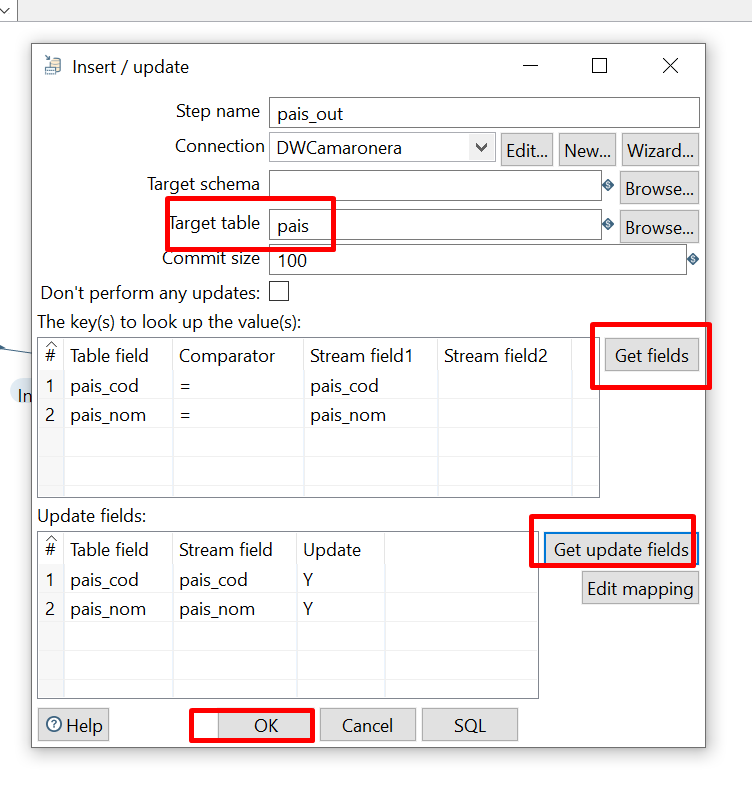 Insert / update
Step name pais_out
Connection DWCamaronera Edit... New... Wizard...
Target schema Browse...
Target table pais Browse...
Commit size 100
Don't perform any updates:
The key(s) to look up the value(s):
# Table field Comparator Stream field1 Stream field2 Get fields
1 pais_cod = pais_cod
In
2 pais_nom = pais_nom
Update fields:
# Table field Stream field Update Get update fields
1 pais_cod pais_cod Y Edit mapping
2 pais_nom pais_nom Y
Help OK Cancel SQL